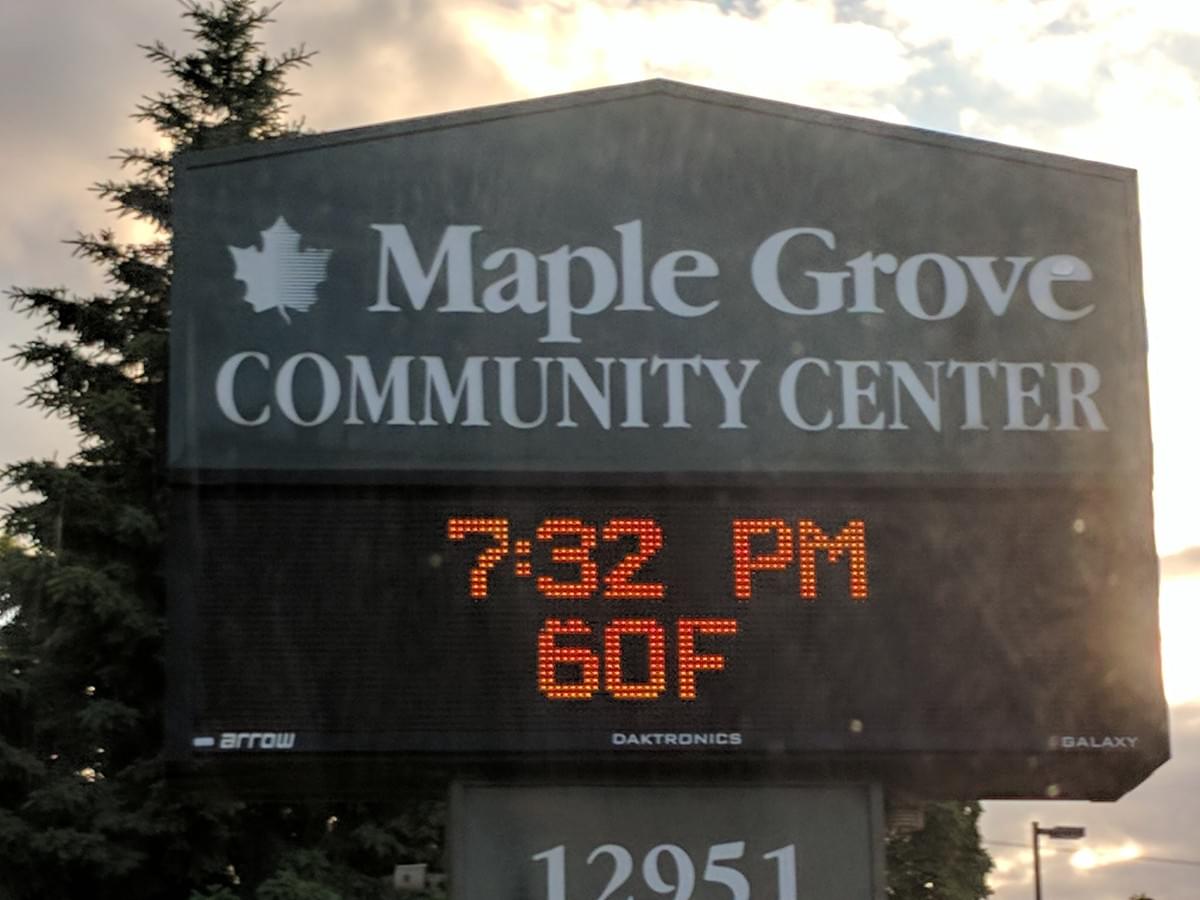 Maple Grove
COMMUNITY CENTER
7:32 PM
60F
arrow DAKTRONICS GALAXY
12951